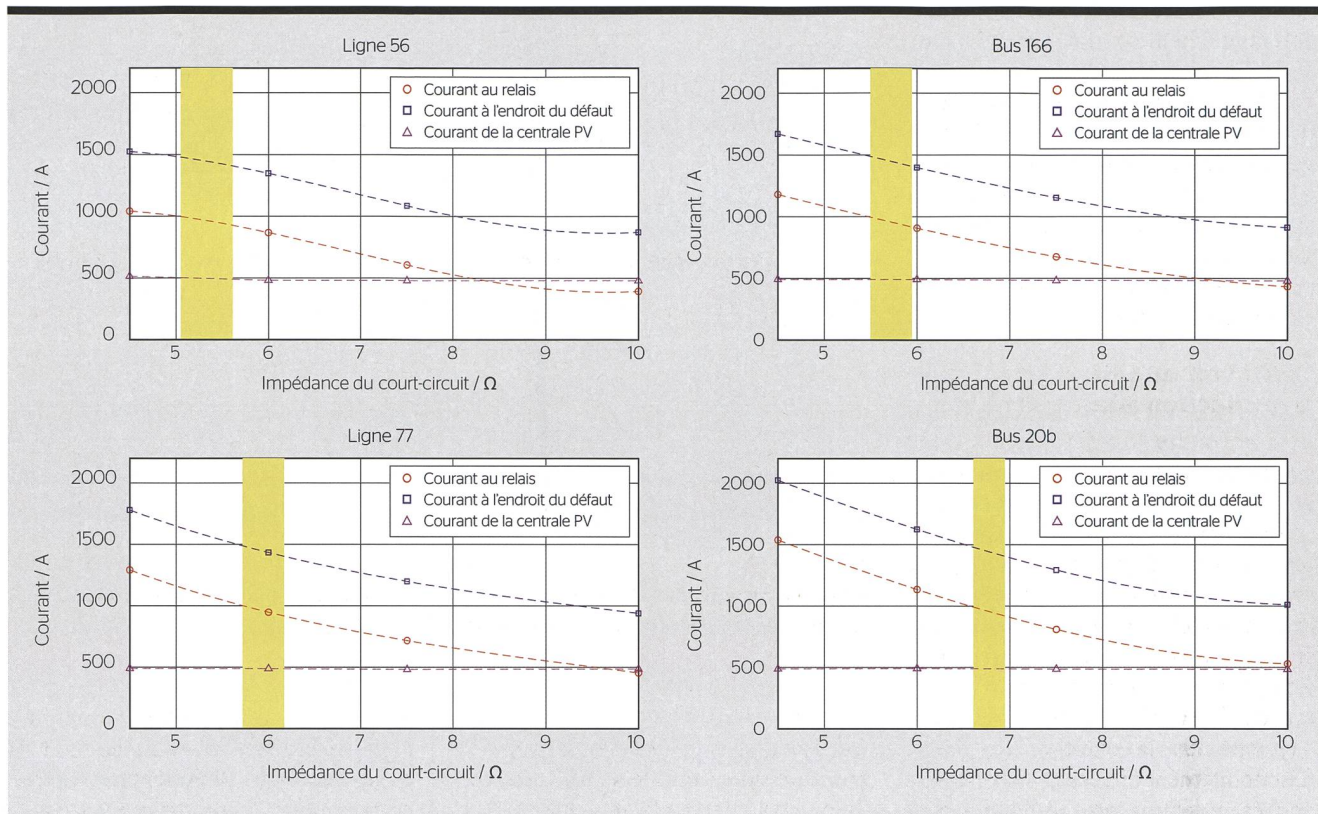 Ligne 56
Courant / A
2000
1500
1000
500
0
Courant au relais
Courant à l'endroit du défaut
Courant de la centrale PV
5 6 7 8 9 10
Impédance du court-circuit / Ω
Bus 166
Courant / A
2000
1500
1000
500
0
Courant au relais
Courant à l'endroit du défaut
Courant de la centrale PV
5 6 7 8 9 10
Impédance du court-circuit / Ω
Ligne 77
Courant / A
2000
1500
1000
500
0
Courant au relais
Courant à l'endroit du défaut
Courant de la centrale PV
5 6 7 8 9 10
Impédance du court-circuit / Ω
Bus 20b
Courant / A
2000
1500
1000
500
0
Courant au relais
Courant à l'endroit du défaut
Courant de la centrale PV
5 6 7 8 9 10
Impédance du court-circuit / Ω